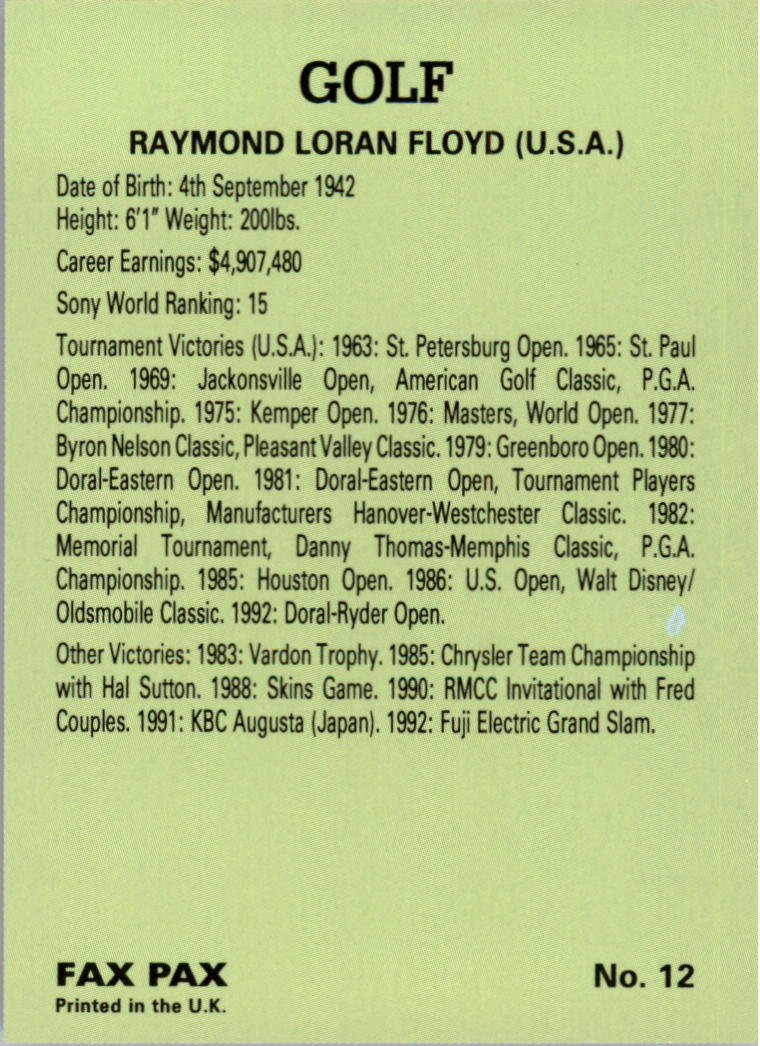 GOLF
RAYMOND LORAN FLOYD (U.S.A.)
Date of Birth: 4th September 1942
Height: 6'1" Weight: 200lbs.
Career Earnings: $4,907,480
Sony World Ranking: 15
Tournament Victories (U.S.A.): 1963: St. Petersburg Open. 1965: St. Paul
Open. 1969: Jackonsville Open, American Golf Classic, P.G.A.
Championship. 1975: Kemper Open. 1976: Masters, World Open. 1977:
Byron Nelson Classic, Pleasant Valley Classic. 1979: Greenboro Open. 1980:
Doral-Eastern Open. 1981: Doral-Eastern Open, Tournament Players
Championship, Manufacturers Hanover-Westchester Classic. 1982:
Memorial Tournament, Danny Thomas-Memphis Classic, P.G.A.
Championship. 1985: Houston Open. 1986: U.S. Open, Walt Disney/
Oldsmobile Classic. 1992: Doral-Ryder Open.
Other Victories: 1983: Vardon Trophy. 1985: Chrysler Team Championship
with Hal Sutton. 1988: Skins Game. 1990: RMCC Invitational with Fred
Couples. 1991: KBC Augusta (Japan). 1992: Fuji Electric Grand Slam.
FAX PAX
No. 12
Printed in the U.K.